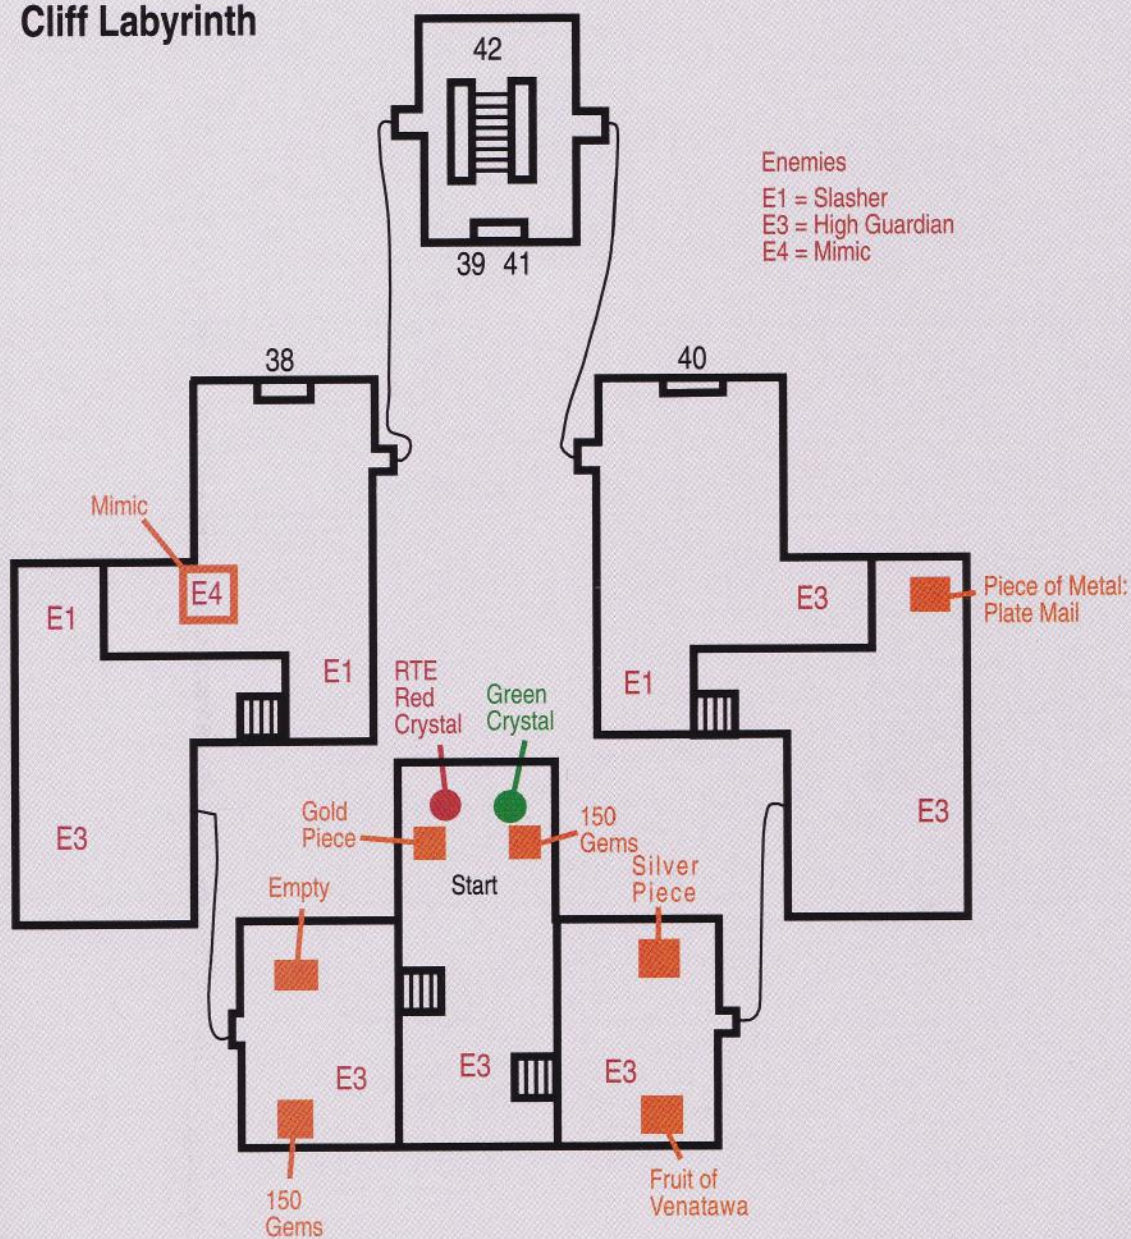 Cliff Labyrinth
42
Enemies
E1 = Slasher
E3 = High Guardian
E4 = Mimic
39 41
38
40
Mimic
E4
E1
E3
Piece of Metal:
Plate Mail
E1
E1
RTE
Red
Crystal
Green
Crystal
E3
E3
Gold
Piece
150
Gems
Start
Silver
Piece
Empty
E3
E3
E3
150
Gems
Fruit of
Venatawa